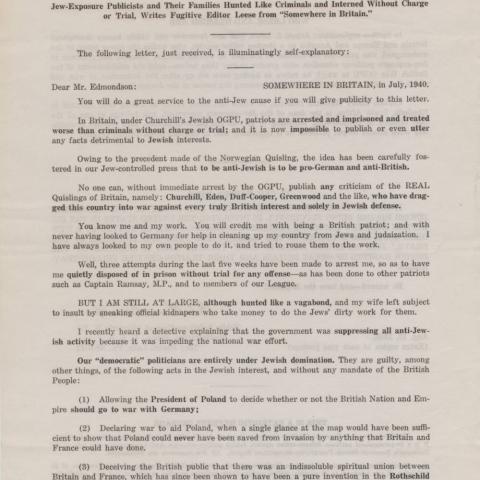 Jew-Exposure Publicists and Their Families Hunted Like Criminals and Interned Without Charge
or Trial, Writes Fugitive Editor Leese from "Somewhere in Britain."
The following letter, just received, is illuminatingly self-explanatory:
Dear Mr. Edmondson: SOMEWHERE IN BRITAIN, in July, 1940.
You will do a great service to the anti-Jew cause if you will give publicity to this letter.
In Britain, under Churchill's Jewish OGPU, patriots are arrested and imprisoned and treated
worse than criminals without charge or trial; and it is now impossible to publish or even utter
any facts detrimental to Jewish interests.
Owing to the precedent made of the Norwegian Quisling, the idea has been carefully fos-
tered in our Jew-controlled press that to be anti-Jewish is to be pro-German and anti-British.
No one can, without immediate arrest by the OGPU, publish any criticism of the REAL
Quislings of Britain, namely: Churchill, Eden, Duff-Cooper, Greenwood and the like, who have drag-
ged this country into war against every truly British interest and solely in Jewish defense.
You know me and my work. You will credit me with being a British patriot; and with
never having looked to Germany for help in cleaning up my country from Jews and judaization. I
have always looked to my own people to do it, and tried to rouse them to the work.
Well, three attempts during the last five weeks have been made to arrest me, so as to have
me quietly disposed of in prison without trial for any offense—as has been done to other patriots
such as Captain Ramsay, M.P., and to members of our League.
BUT I AM STILL AT LARGE, although hunted like a vagabond, and my wife left subject
to insult by sneaking official kidnapers who take money to do the Jews' dirty work for them.
I recently heard a detective explaining that the government was suppressing all anti-Jew-
ish activity because it was impeding the national war effort.
Our "democratic" politicians are entirely under Jewish domination. They are guilty, among
other things, of the following acts in the Jewish interest, and without any mandate of the British
People:
(1) Allowing the President of Poland to decide whether or not the British Nation and Em-
pire should go to war with Germany;
(2) Declaring war to aid Poland, when a single glance at the map would have been suffi-
cient to show that Poland could never have been saved from invasion by anything that Britain and
France could have done.
(3) Deceiving the British public that there was an indissoluble spiritual union between
Britain and France, which has since been shown to have been a pure invention in the Rothschild